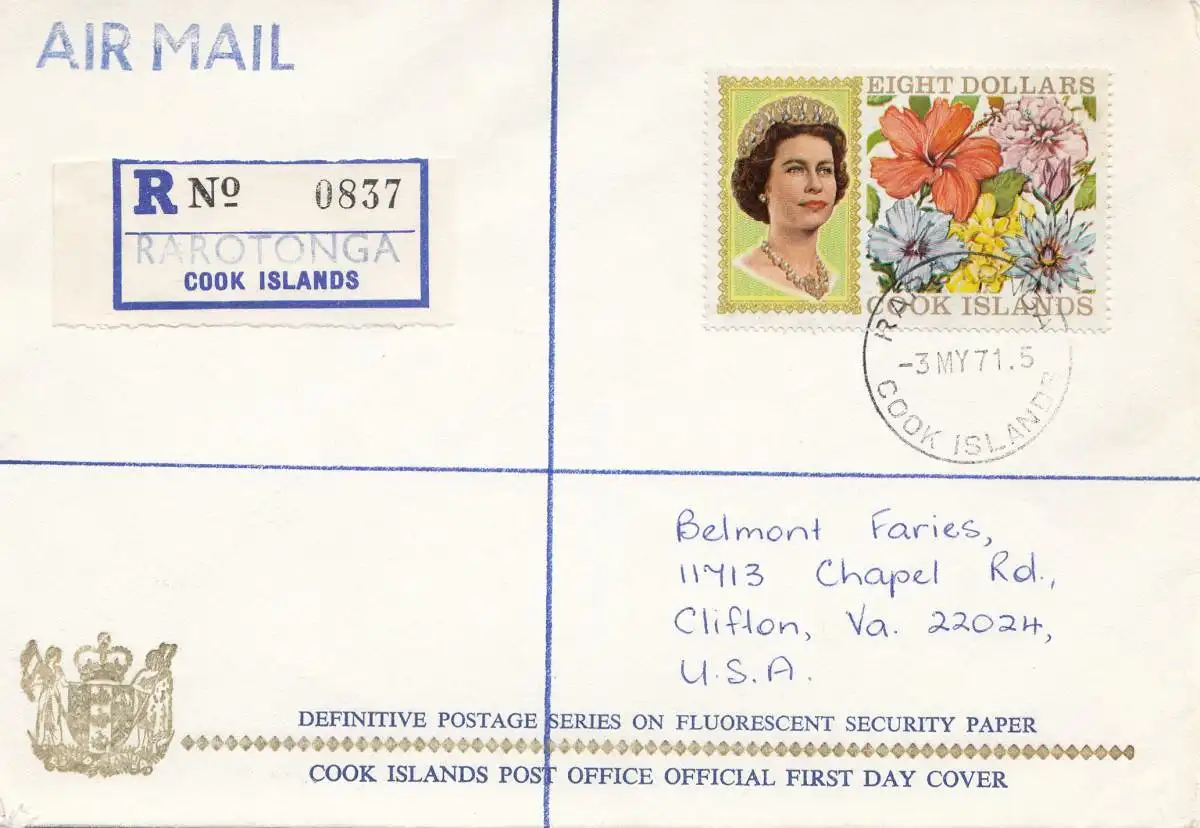 AIR MAIL
EIGHT DOLLARS
R No 0837
RAROTONGA
COOK ISLANDS
COOK ISLANDS
-3 MY 71.5
COOK ISLANDS
Belmont Faries,
11713 Chapel Rd.,
Clifton, Va. 22024,
U.S.A.
DEFINITIVE POSTAGE SERIES ON FLUORESCENT SECURITY PAPER
COOK ISLANDS POST OFFICE OFFICIAL FIRST DAY COVER